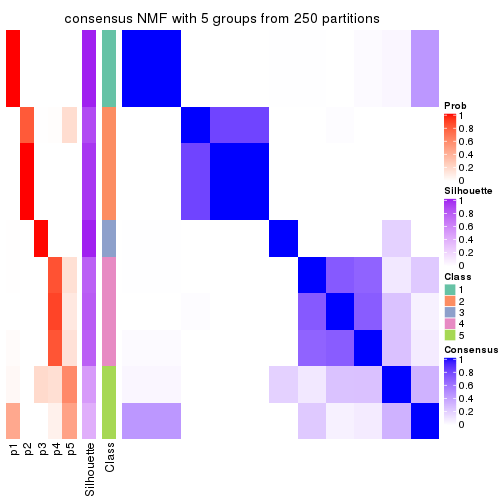 consensus NMF with 5 groups from 250 partitions
Prob
1
0.8
0.6
0.4
0.2
0
Silhouette
1
0.8
0.6
0.4
0.2
0
Class
1
2
3
4
5
Consensus
1
0.8
0.6
0.4
0.2
0
p1
p2
p3
p4
p5
Silhouette
Class